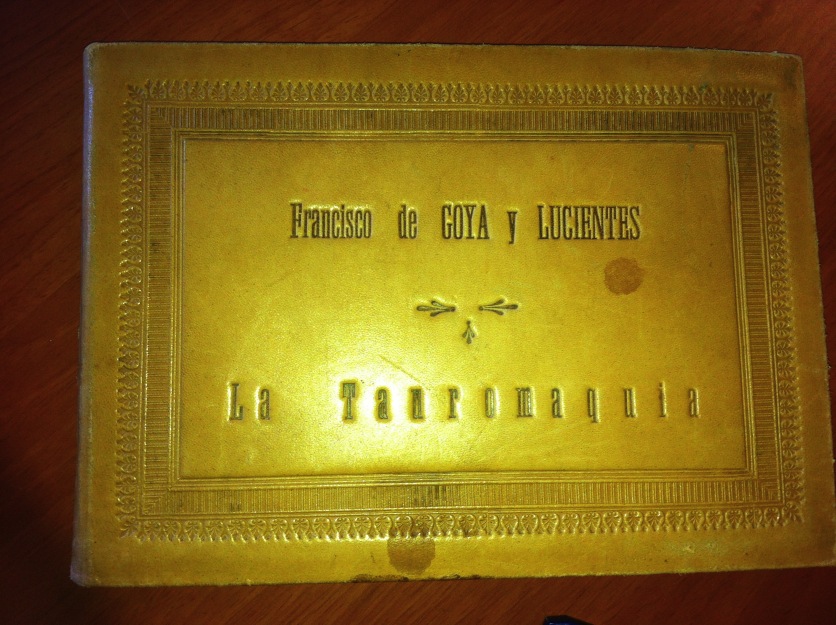 Francisco de GOYA y LUCIENTES
La Tauromaquia